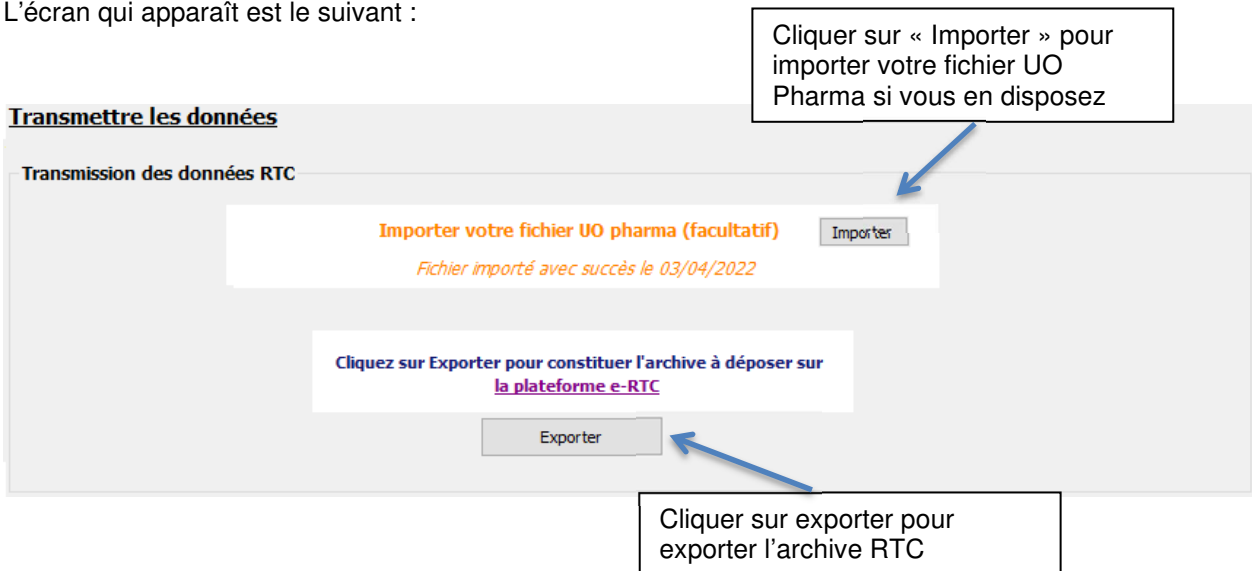 L'écran qui apparaît est le suivant :
Cliquer sur « Importer » pour
importer votre fichier UO
Pharma si vous en disposez
Transmettre les données
Transmission des données RTC
Importer votre fichier UO pharma (facultatif)
Importer
Fichier importé avec succès le 03/04/2022
Cliquez sur Exporter pour constituer l'archive à déposer sur
la plateforme e-RTC
Exporter
Cliquer sur exporter pour
exporter l'archive RTC